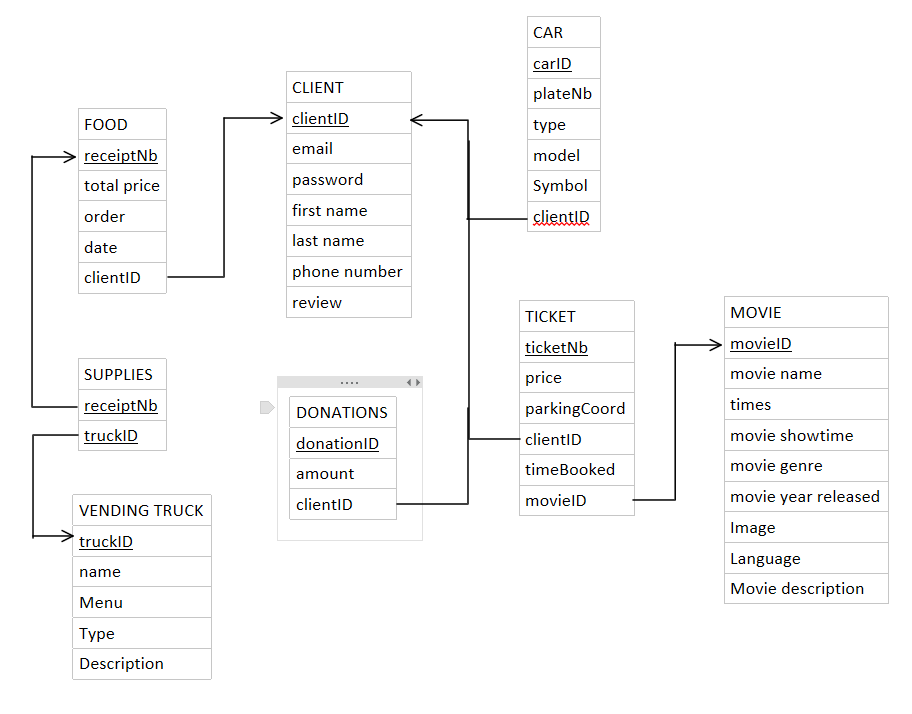 CAR
carID
plateNb
type
model
Symbol
clientID
CLIENT
clientID
email
password
first name
last name
phone number
review
FOOD
receiptNb
total price
order
date
clientID
TICKET
ticketNb
price
parkingCoord
clientID
timeBooked
movieID
MOVIE
movieID
movie name
times
movie showtime
movie genre
movie year released
Image
Language
Movie description
SUPPLIES
receiptNb
truckID
DONATIONS
donationID
amount
clientID
VENDING TRUCK
truckID
name
Menu
Type
Description